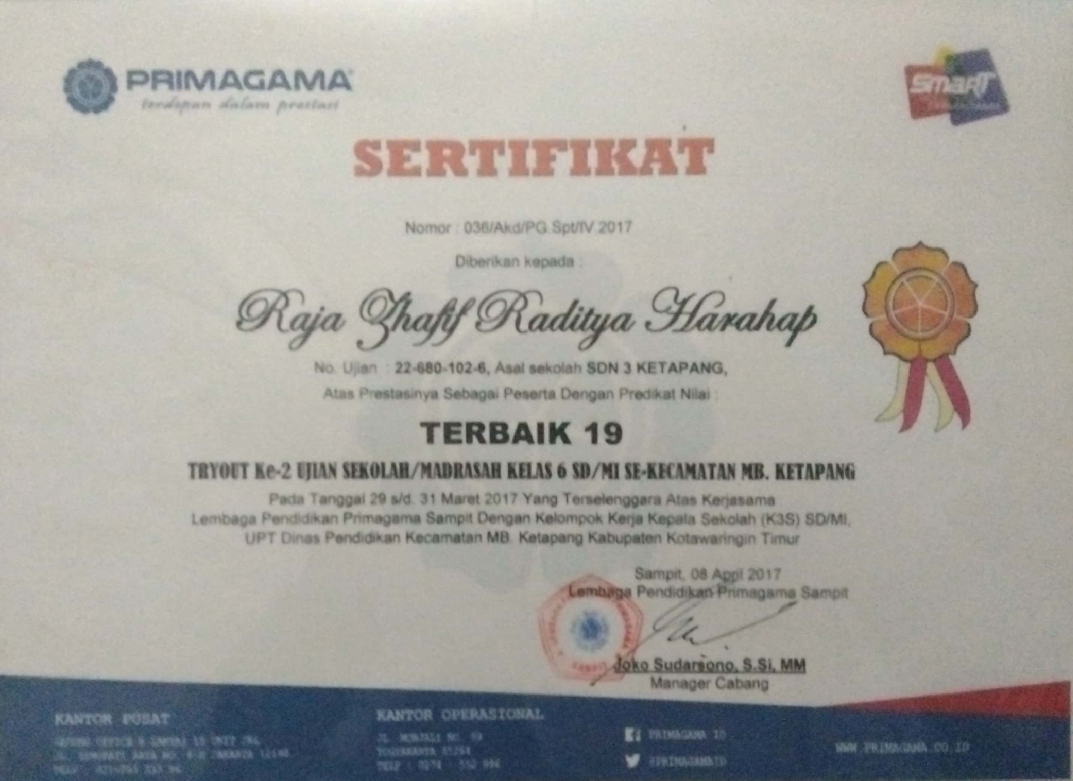 PRIMAGAMA
terdepan dalam prestasi
SMART
SERTIFIKAT
Nomor : 036/Akd/PG.Spt/IV.2017
Diberikan kepada :
Raja Zhafif Raditya Harahap
No. Ujian : 22-680-102-6, Asal sekolah SDN 3 KETAPANG,
Atas Prestasinya Sebagai Peserta Dengan Predikat Nilai :
TERBAIK 19
TRYOUT Ke-2 UJIAN SEKOLAH/MADRASAH KELAS 6 SD/MI SE-KECAMATAN MB. KETAPANG
Pada Tanggal 29 s/d. 31 Maret 2017 Yang Terselenggara Atas Kerjasama
Lembaga Pendidikan Primagama Sampit Dengan Kelompok Kerja Kepala Sekolah (K3S) SD/MI,
UPT Dinas Pendidikan Kecamatan MB. Ketapang Kabupaten Kotawaringin Timur
Sampit, 08 April 2017
Lembaga Pendidikan Primagama Sampit
Joko Sudarsono, S.Si, MM
Manager Cabang
KANTOR PUSAT
KANTOR OPERASIONAL
YOGYAKARTA
PRIMAGAMA ID
@PRIMAGAMAID
WWW.PRIMAGAMA.CO.ID